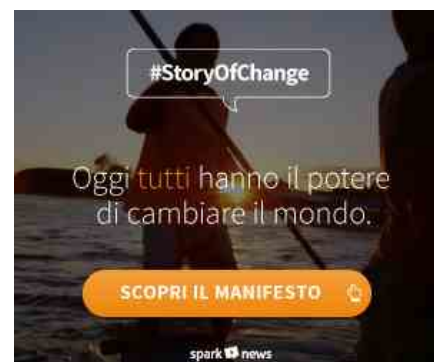 #StoryOfChange
Oggi tutti hanno il potere
di cambiare il mondo.
SCOPRI IL MANIFESTO
spark news